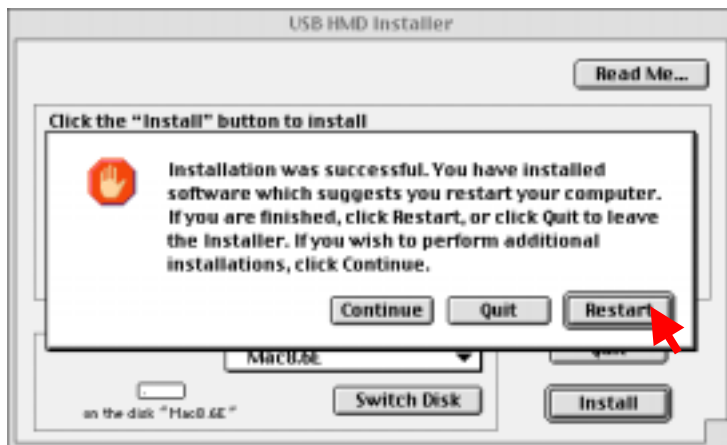 USB HMD Installer
Read Me...
Click the “Install” button to install
Installation was successful. You have installed
software which suggests you restart your computer.
If you are finished, click Restart, or click Quit to leave
the Installer. If you wish to perform additional
installations, click Continue.
Continue
Quit
Restart
Mac8.6E
Quit
on the disk “Mac8.6E”
Switch Disk
Install